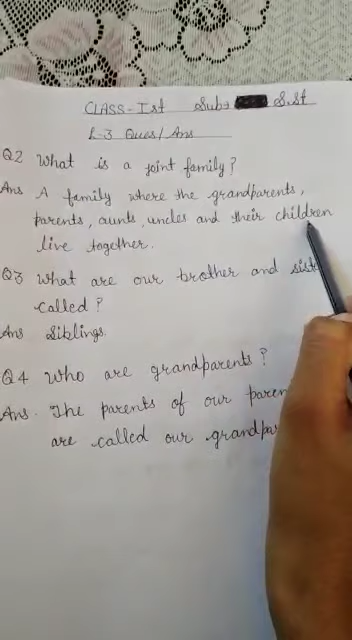 CLASS-Ist Sub:- S.St
L-3 Ques/Ans
Q2 What is a joint family?
Ans A family where the grandparents,
parents, aunts, uncles and their children
live together.
Q3 What are our brother and
called?
Ans Siblings.
Q4 Who are grandparents?
Ans. The parents of our
are called our